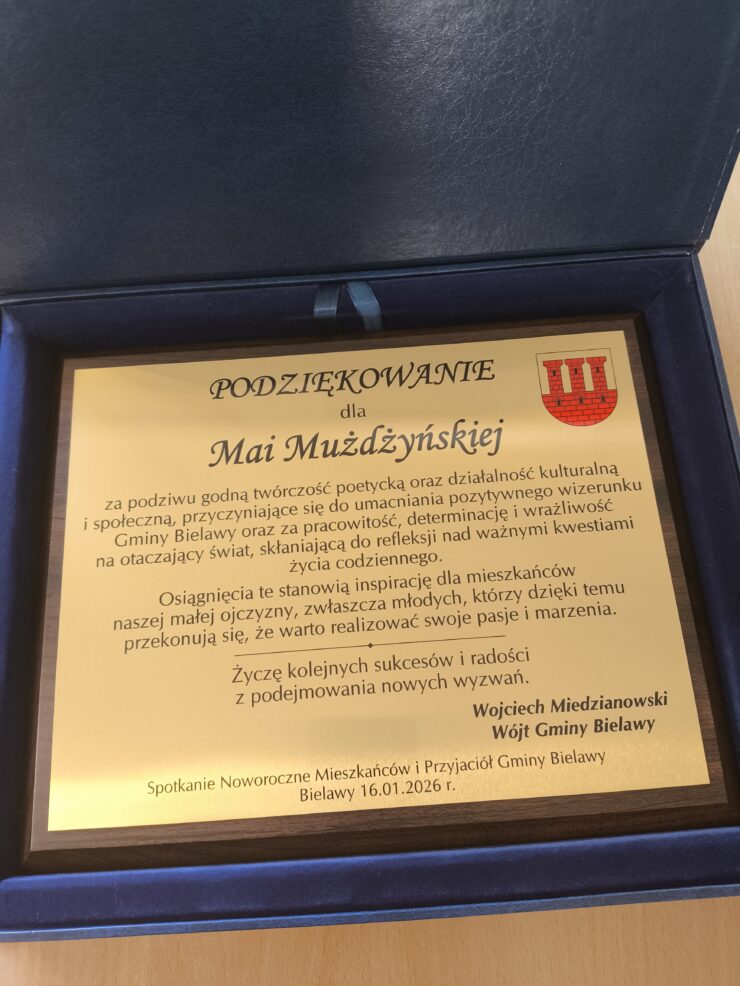 PODZIĘKOWANIE
dla
Mai Mużdżyńskiej
za podziwu godną twórczość poetycką oraz działalność kulturalną
i społeczną, przyczyniające się do umacniania pozytywnego wizerunku
Gminy Bielawy oraz za pracowitość, determinację i wrażliwość
na otaczający świat, skłaniającą do refleksji nad ważnymi kwestiami
życia codziennego.
Osiągnięcia te stanowią inspirację dla mieszkańców
naszej małej ojczyzny, zwłaszcza młodych, którzy dzięki temu
przekonują się, że warto realizować swoje pasje i marzenia.
Życzę kolejnych sukcesów i radości
z podejmowania nowych wyzwań.
Wojciech Miedzianowski
Wójt Gminy Bielawy
Spotkanie Noworoczne Mieszkańców i Przyjaciół Gminy Bielawy
Bielawy 16.01.2026 r.